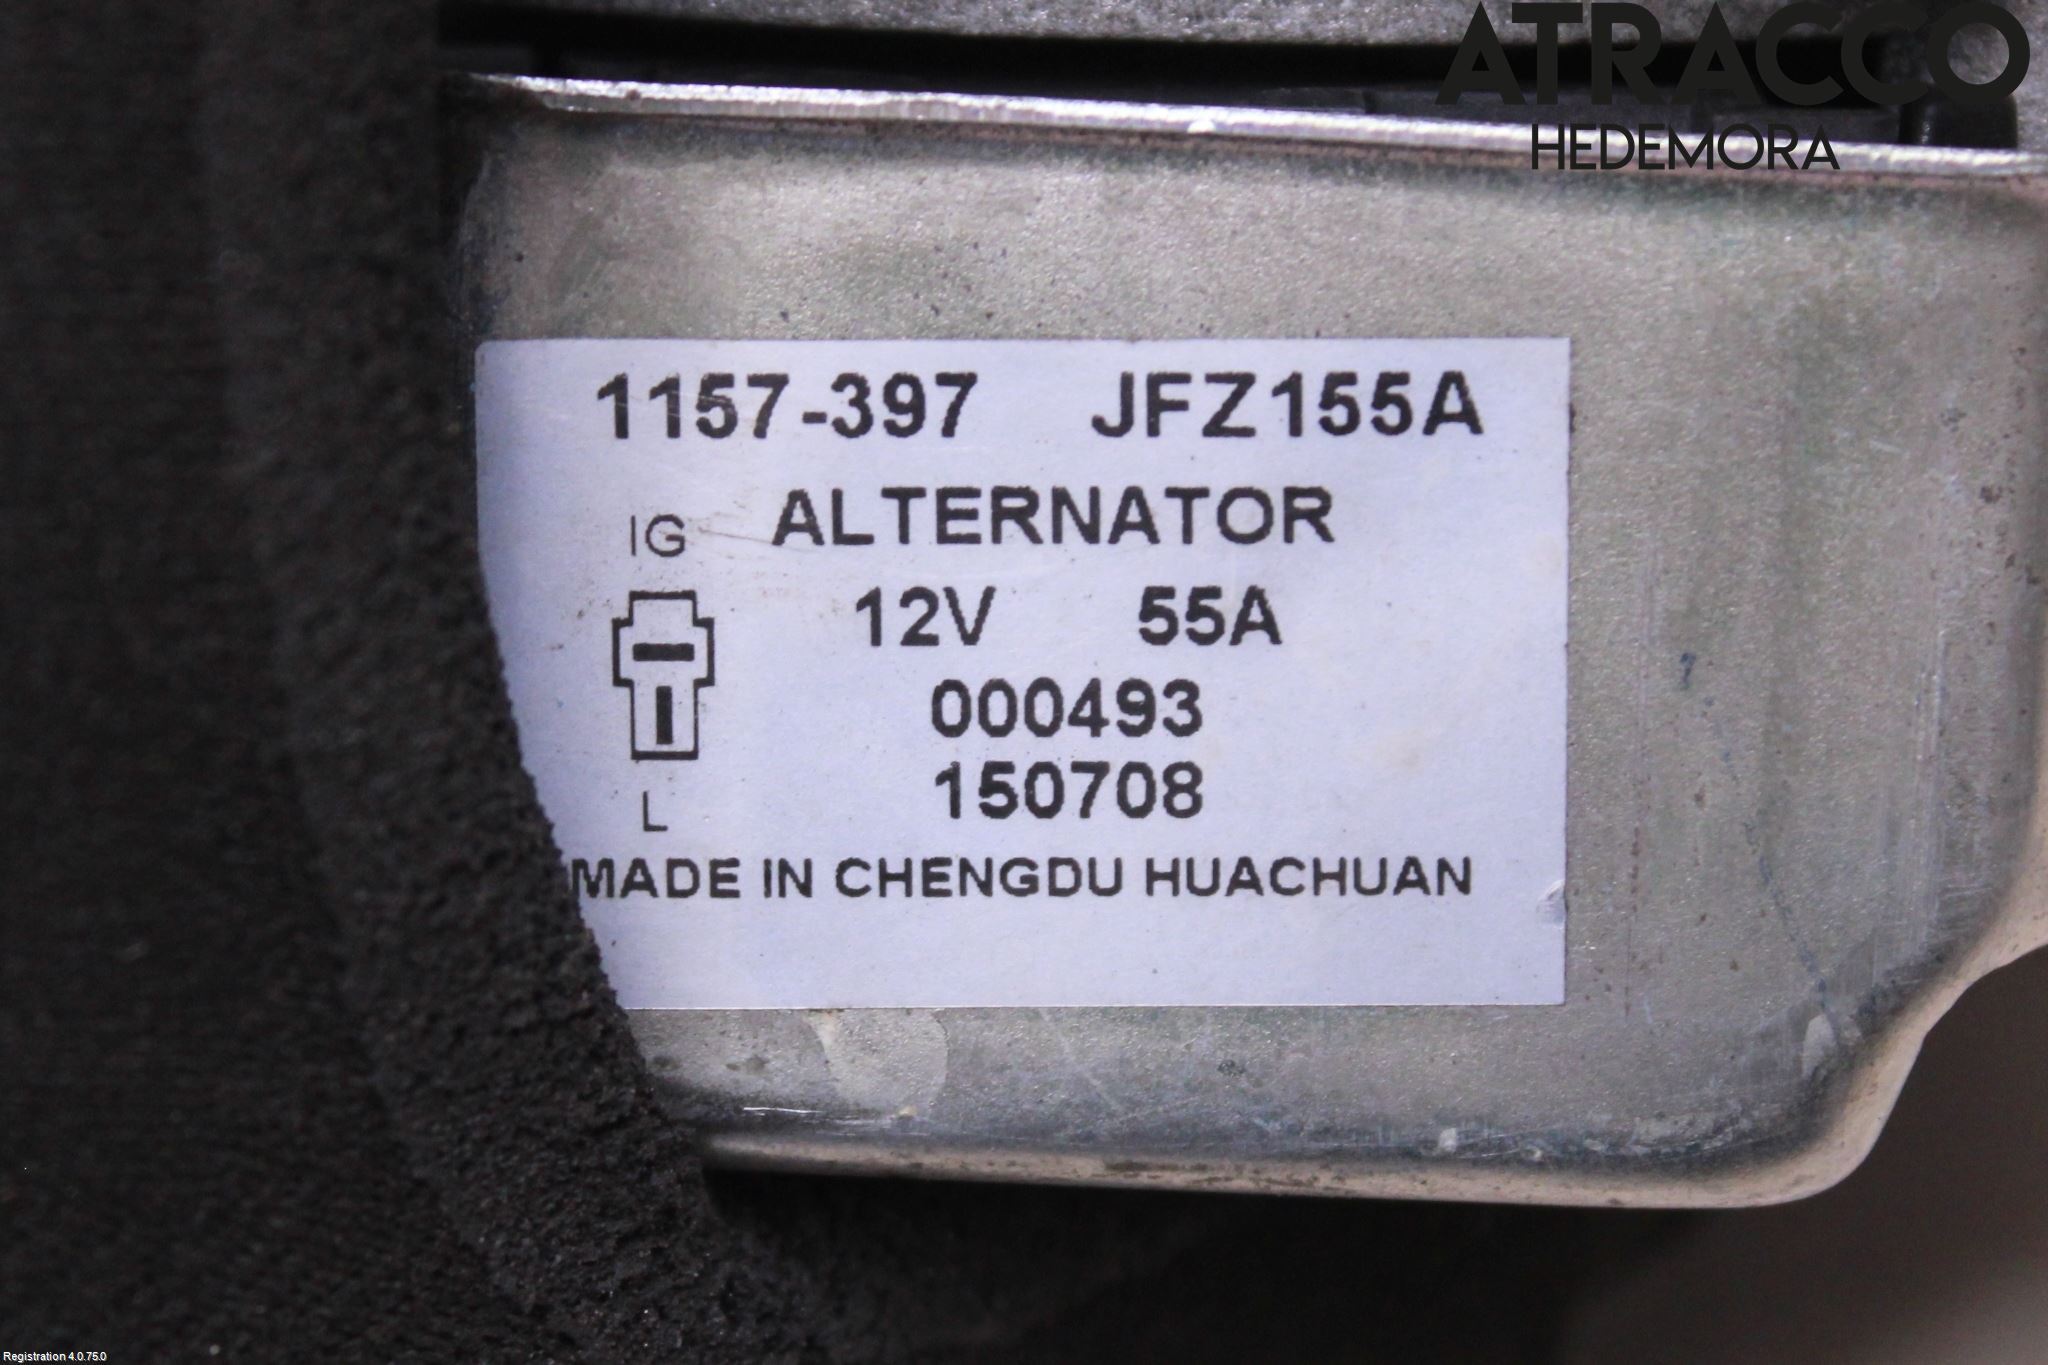 ATRACCO
HEDEMORA
1157-397 JFZ155A
ALTERNATOR
IG
12V 55A
000493
150708
L
MADE IN CHENGDU HUACHUAN
Registration 4.0.75.0